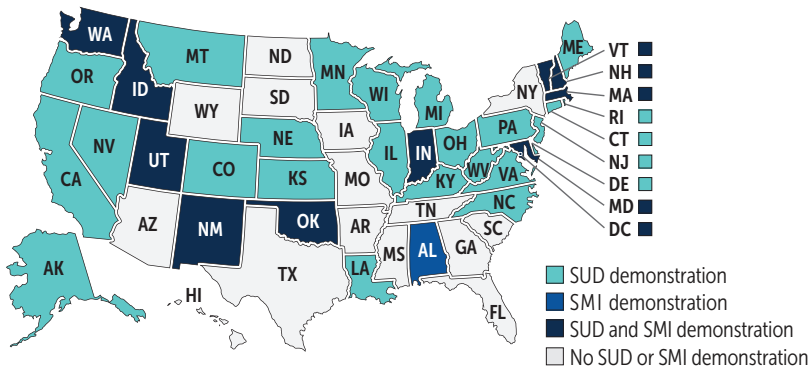 WA
MT
ND
MN
ME
VT
NH
MA
RI
CT
NJ
DE
MD
DC
OR
ID
SD
WI
MI
NY
WY
IA
PA
NV
UT
NE
IL
IN
OH
CA
CO
KS
MO
KY
WV
VA
AZ
NM
OK
AR
TN
NC
SC
AK
HI
TX
LA
MS
AL
GA
FL
SUD demonstration
SMI demonstration
SUD and SMI demonstration
No SUD or SMI demonstration